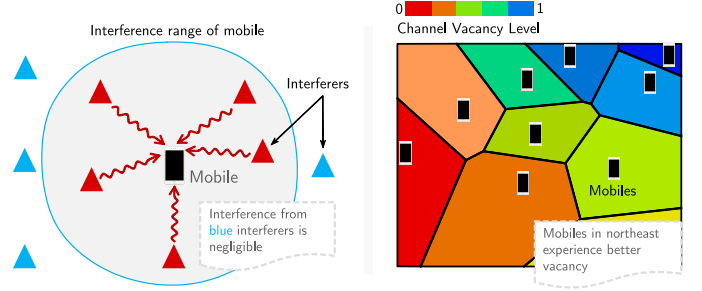 Interference range of mobile
Interferers
Mobile
Interference from
blue interferers is
negligible
0 1
Channel Vacancy Level
Mobiles
Mobiles in northeast
experience better
vacancy